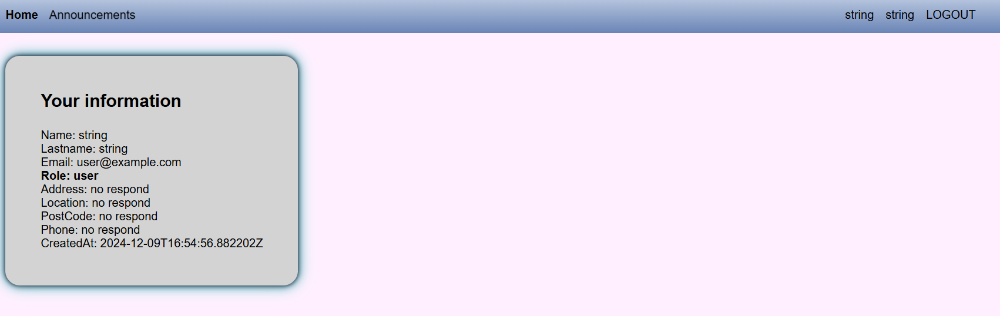 Home Announcements string string LOGOUT
Your information
Name: string
Lastname: string
Email: user@example.com
Role: user
Address: no respond
Location: no respond
PostCode: no respond
Phone: no respond
CreatedAt: 2024-12-09T16:54:56.882202Z